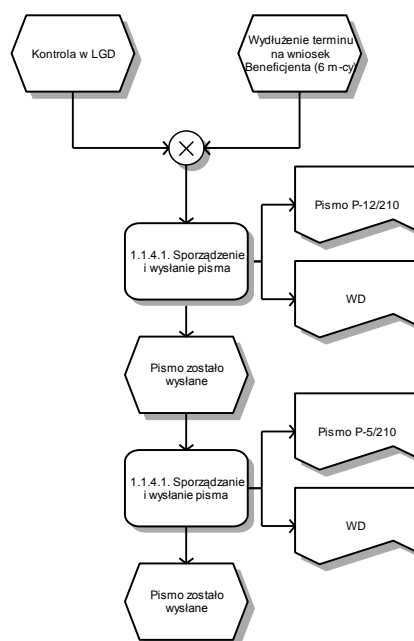 Kontrola w LGD
Wydłużenie terminu
na wniosek
Beneficjenta (6 m-cy)
Pismo P-12/210
1.1.4.1. Sporządzenie
i wysłanie pisma
WD
Pismo zostało
wysłane
Pismo P-5/210
1.1.4.1. Sporządzanie
i wysłanie pisma
WD
Pismo zostało
wysłane